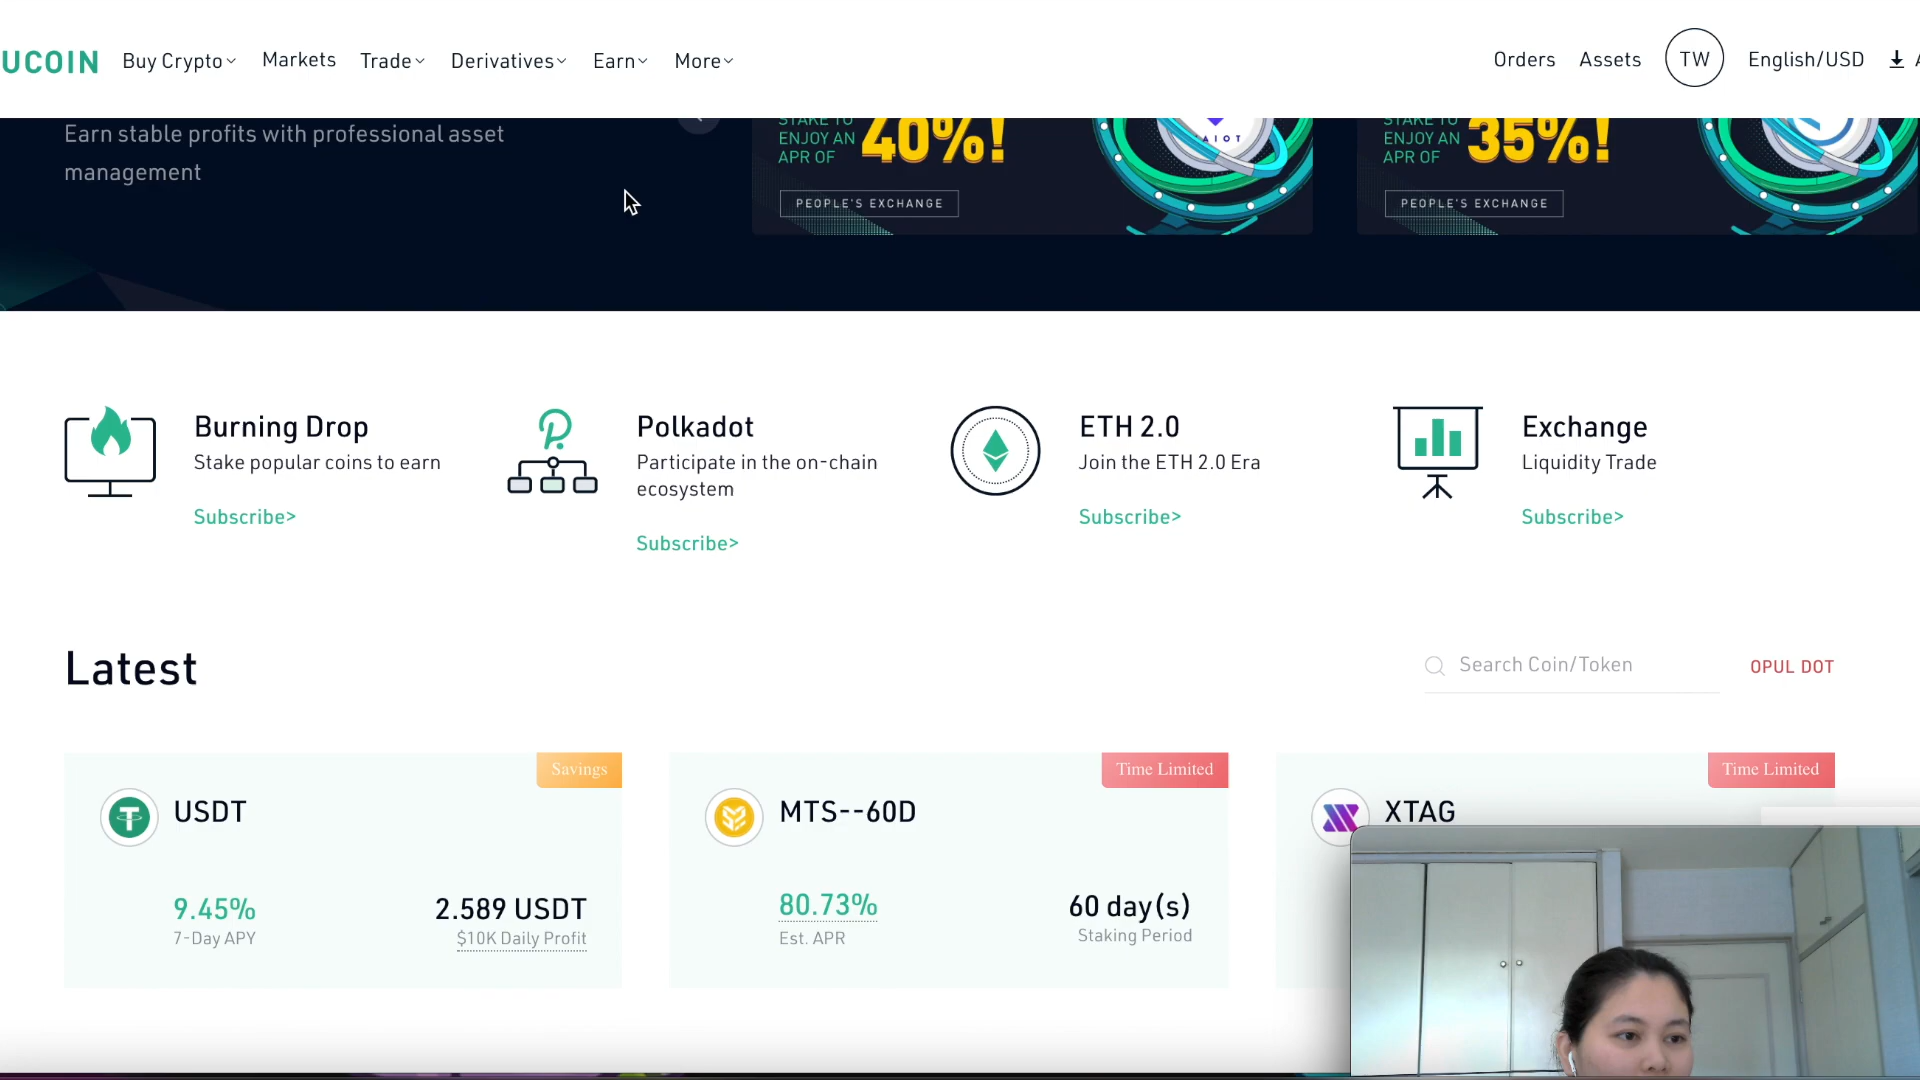 UCOIN Buy Crypto Markets Trade Derivatives Earn More Orders Assets TW English/USD
Earn stable profits with professional asset
management
STAKE TO
ENJOY AN
APR OF
40%!
AIOT
PEOPLE'S EXCHANGE
STAKE TO
ENJOY AN
APR OF
35%!
PEOPLE'S EXCHANGE
Burning Drop
Stake popular coins to earn
Subscribe>
Polkadot
Participate in the on-chain
ecosystem
Subscribe>
ETH 2.0
Join the ETH 2.0 Era
Subscribe>
Exchange
Liquidity Trade
Subscribe>
Latest
Search Coin/Token
OPUL DOT
Savings
USDT
9.45%
7-Day APY
2.589 USDT
$10K Daily Profit
Time Limited
MTS--60D
80.73%
Est. APR
60 day(s)
Staking Period
Time Limited
XTAG